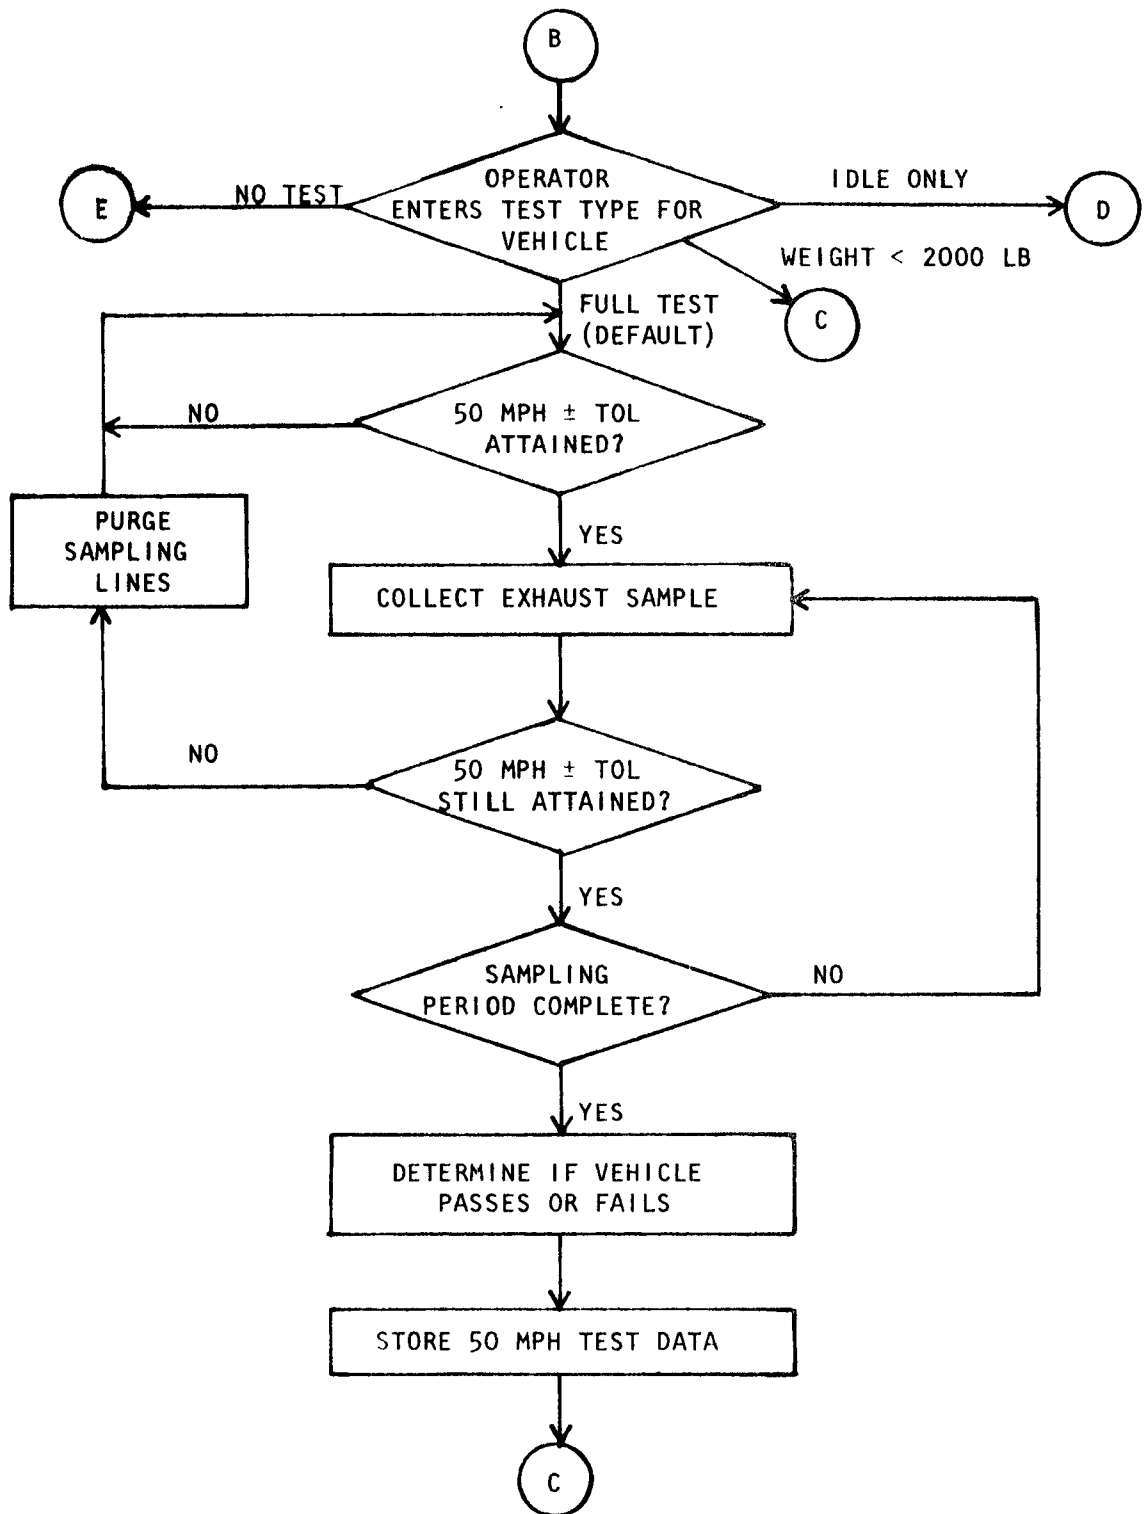 B
OPERATOR
ENTERS TEST TYPE FOR
VEHICLE
NO TEST
E
IDLE ONLY
D
WEIGHT < 2000 LB
C
FULL TEST
(DEFAULT)
50 MPH ± TOL
ATTAINED?
NO
PURGE
SAMPLING
LINES
YES
COLLECT EXHAUST SAMPLE
50 MPH ± TOL
STILL ATTAINED?
NO
YES
SAMPLING
PERIOD COMPLETE?
NO
YES
DETERMINE IF VEHICLE
PASSES OR FAILS
STORE 50 MPH TEST DATA
C